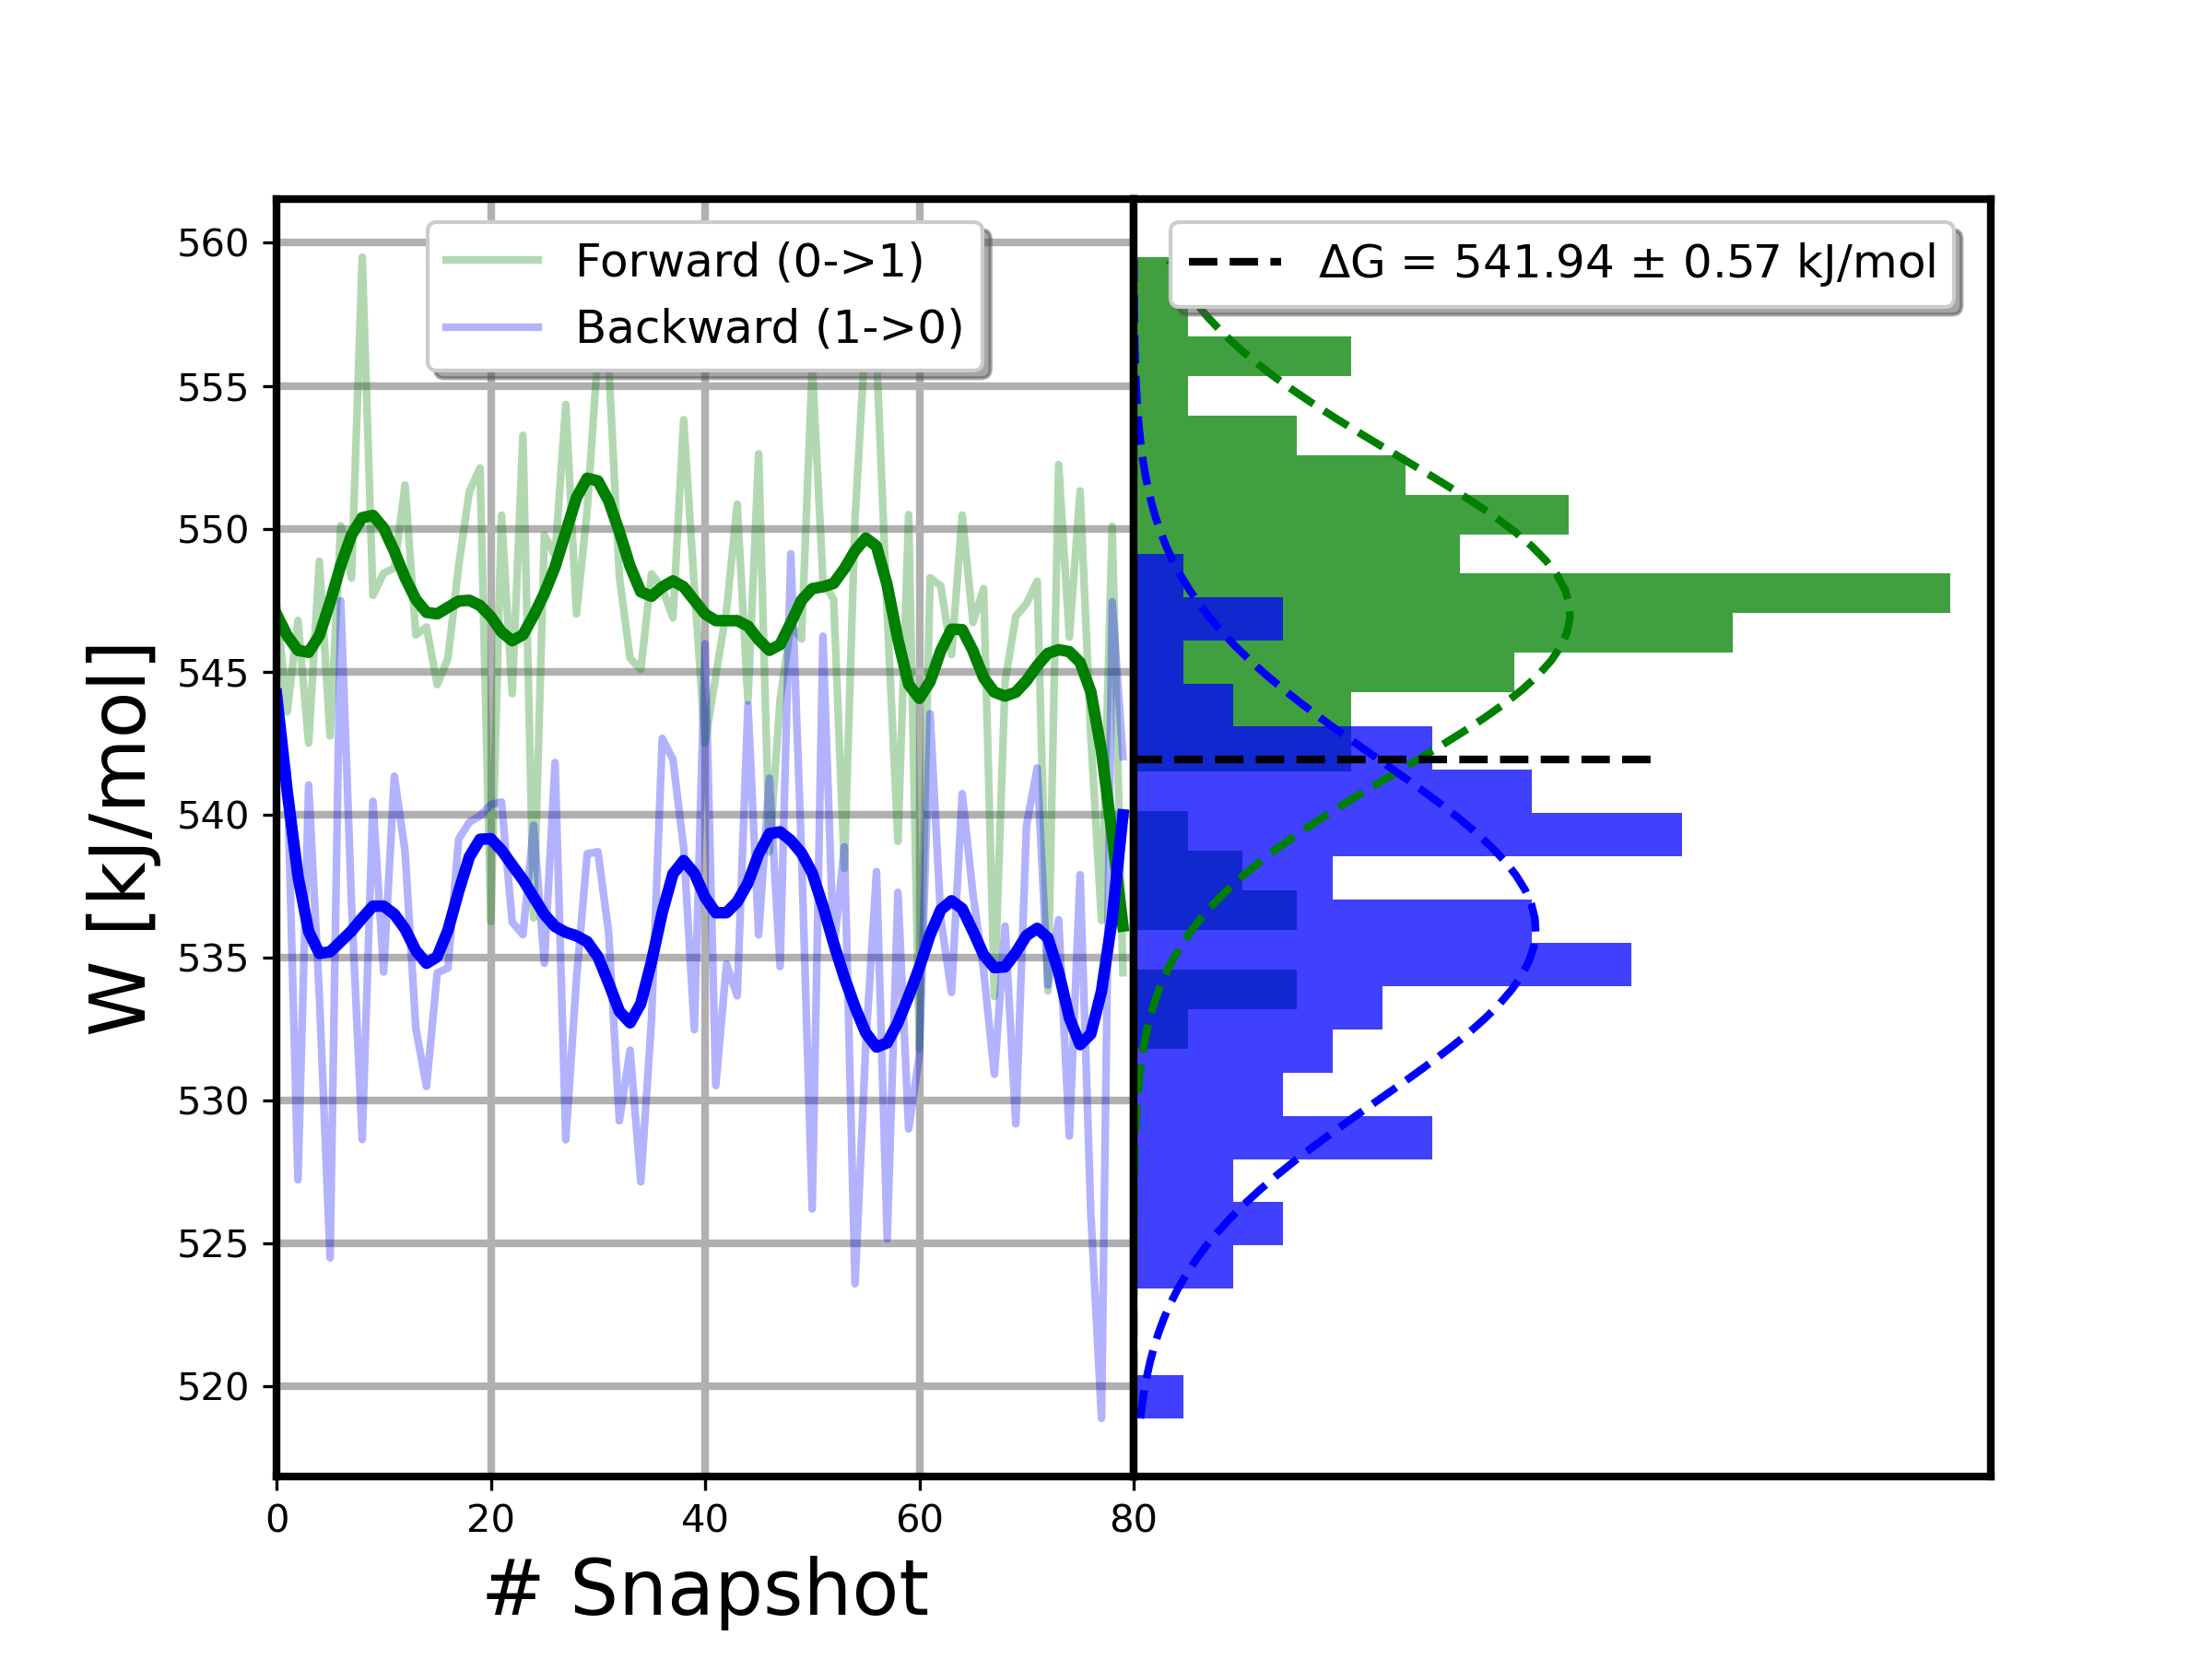 Forward (0->1)
Backward (1->0)
ΔG = 541.94 ± 0.57 kJ/mol
560
555
550
545
540
535
530
525
520
W [kJ/mol]
0 20 40 60 80
# Snapshot